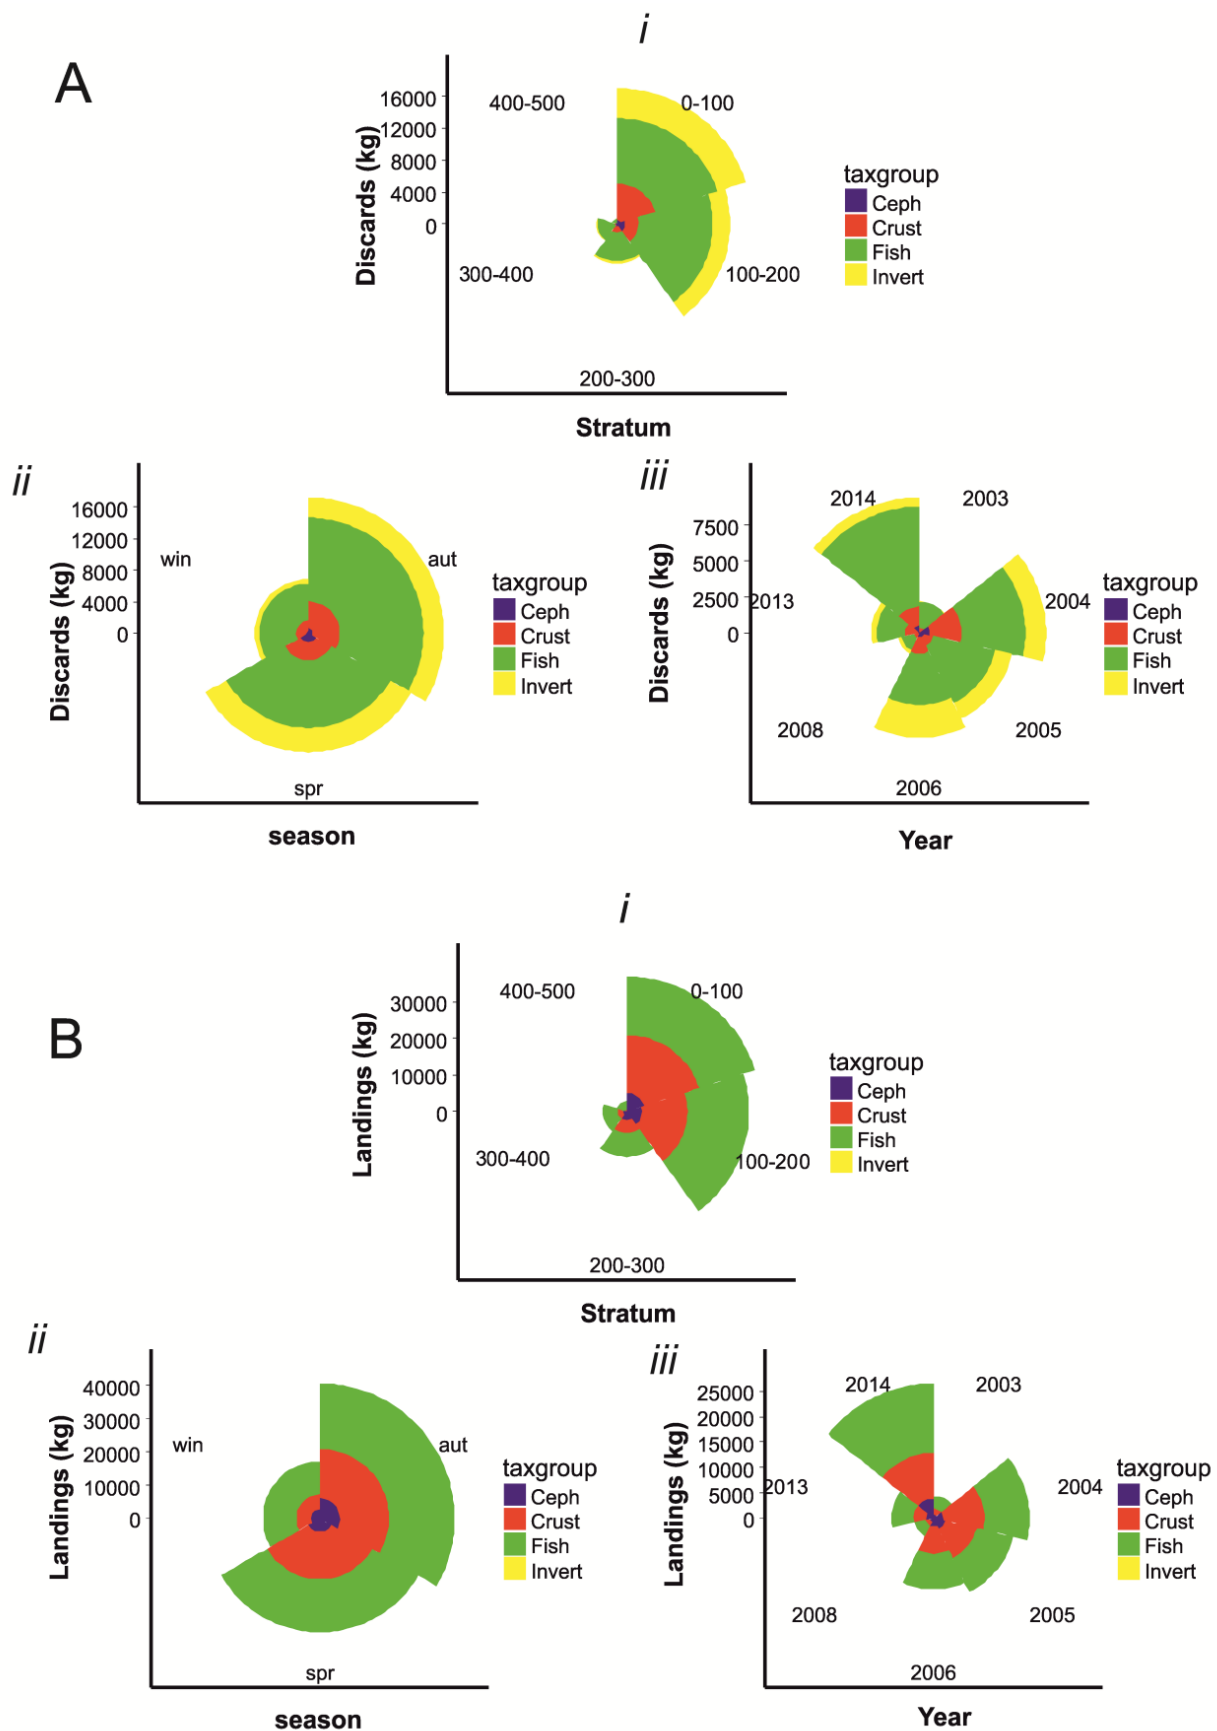 i
A
400-500
0-100
16000
12000
8000
4000
0
Discards (kg)
300-400
100-200
200-300
Stratum
taxgroup
Ceph
Crust
Fish
Invert
ii
16000
12000
8000
4000
0
Discards (kg)
win
aut
spr
season
taxgroup
Ceph
Crust
Fish
Invert
iii
7500
5000
2500
0
Discards (kg)
2014
2003
2013
2004
2008
2005
2006
Year
taxgroup
Ceph
Crust
Fish
Invert
i
B
400-500
0-100
30000
20000
10000
0
Landings (kg)
300-400
100-200
200-300
Stratum
taxgroup
Ceph
Crust
Fish
Invert
ii
40000
30000
20000
10000
0
Landings (kg)
win
aut
spr
season
taxgroup
Ceph
Crust
Fish
Invert
iii
25000
20000
15000
10000
5000
0
Landings (kg)
2014
2003
2013
2004
2008
2005
2006
Year
taxgroup
Ceph
Crust
Fish
Invert